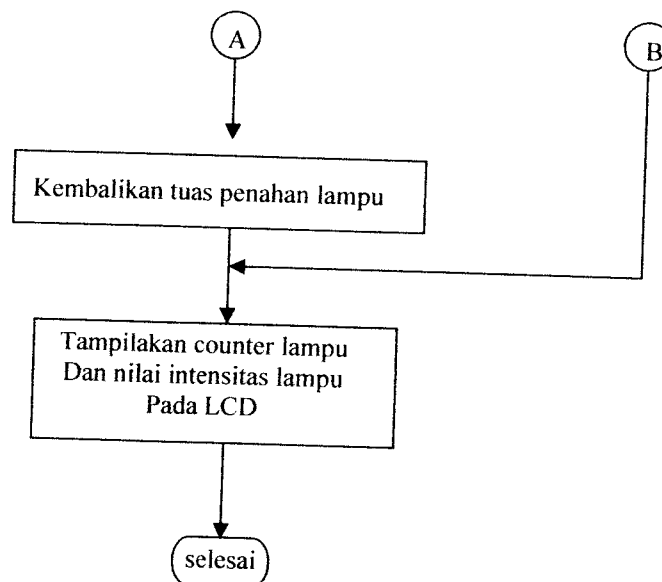 A
B
Kembalikan tuas penahan lampu
Tampilakan counter lampu
Dan nilai intensitas lampu
Pada LCD
selesai